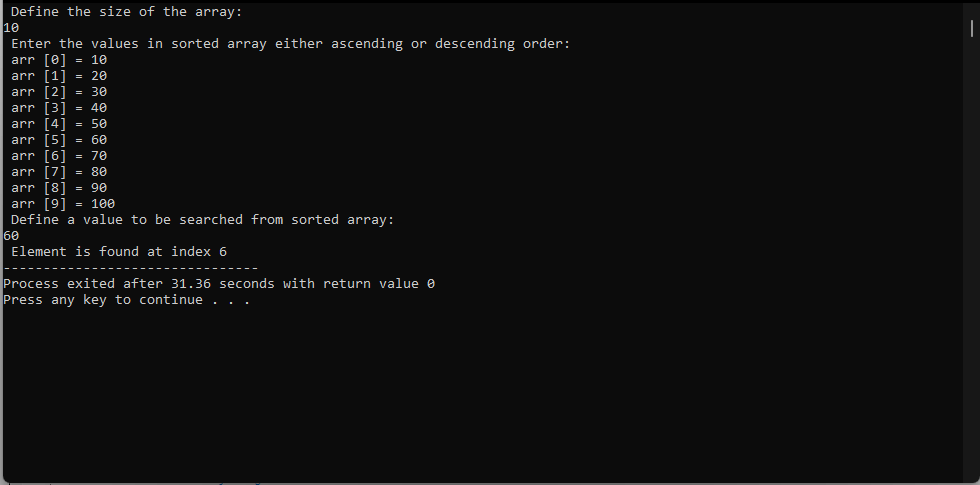 Define the size of the array:
10
Enter the values in sorted array either ascending or descending order:
arr [0] = 10
arr [1] = 20
arr [2] = 30
arr [3] = 40
arr [4] = 50
arr [5] = 60
arr [6] = 70
arr [7] = 80
arr [8] = 90
arr [9] = 100
Define a value to be searched from sorted array:
60
Element is found at index 6
--------------------------------
Process exited after 31.36 seconds with return value 0
Press any key to continue . . .